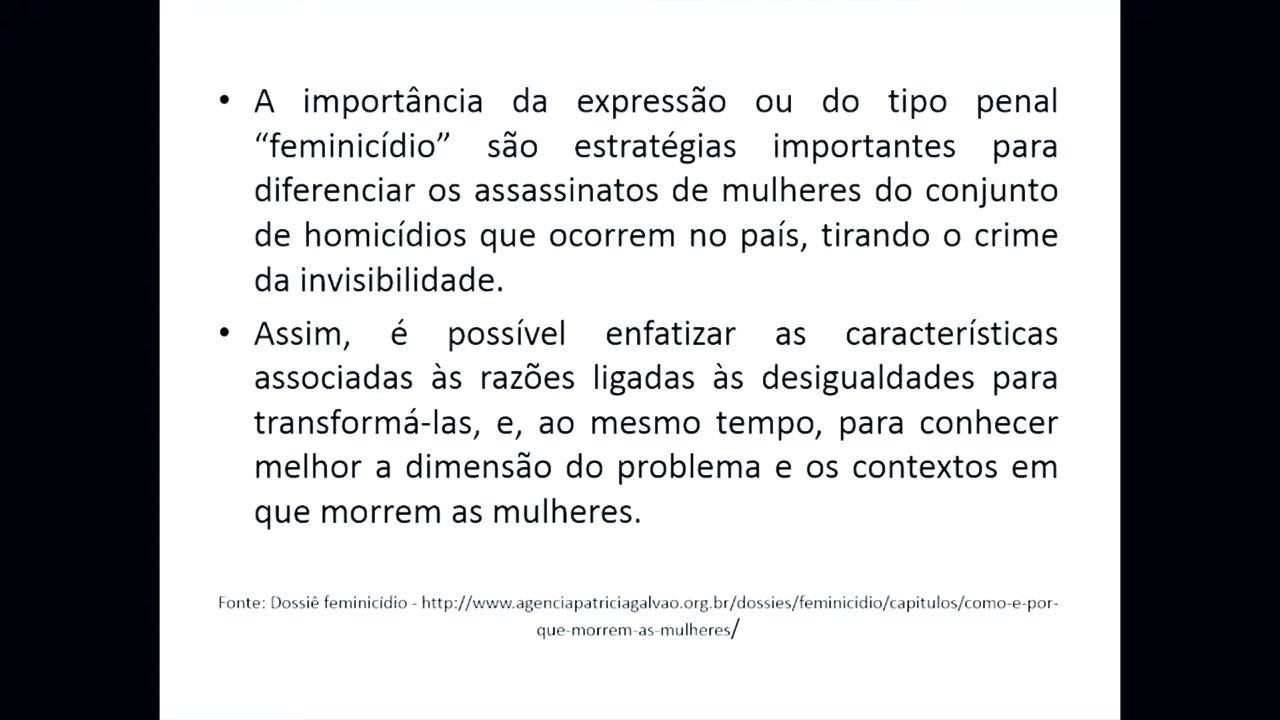 • A importância da expressão ou do tipo penal
“feminicídio” são estratégias importantes para
diferenciar os assassinatos de mulheres do conjunto
de homicídios que ocorrem no país, tirando o crime
da invisibilidade.
• Assim, é possível enfatizar as características
associadas às razões ligadas às desigualdades para
transformá-las, e, ao mesmo tempo, para conhecer
melhor a dimensão do problema e os contextos em
que morrem as mulheres.
Fonte: Dossiê feminicídio - http://www.agenciapatriciagalvao.org.br/dossies/feminicidio/capitulos/como-e-por-
que-morrem-as-mulheres/